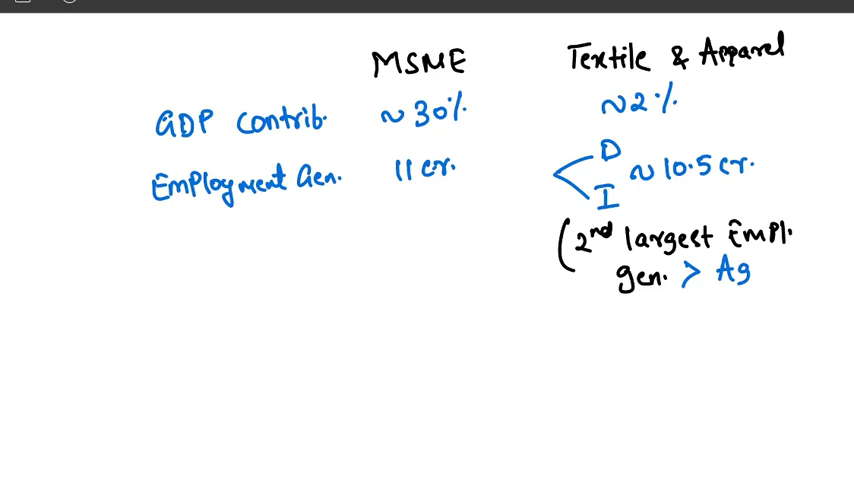 MSME Textile & Apparel
GDP Contrib. ~30% ~2%
Employment Gen. 11 cr. < D I ~10.5 cr.
(2nd largest Empl.
gen. > Ag